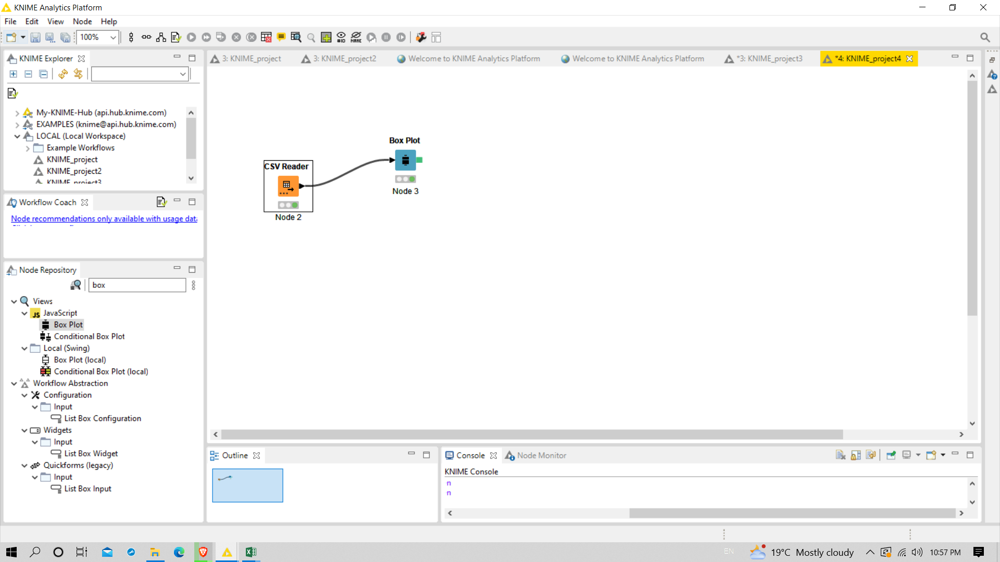 KNIME Analytics Platform
File Edit View Node Help
100%
#ID
NAME
KNIME Explorer
3: KNIME_project
3: KNIME_project2
Welcome to KNIME Analytics Platform
Welcome to KNIME Analytics Platform
*3: KNIME_project3
*4: KNIME_project4
My-KNIME-Hub (api.hub.knime.com)
EXAMPLES (knime@api.hub.knime.com)
LOCAL (Local Workspace)
Example Workflows
KNIME_project
KNIME_project2
KNIME_project3
Workflow Coach
Node recommendations only available with usage dat
Node Repository
box
Views
JS JavaScript
Box Plot
Conditional Box Plot
Local (Swing)
Box Plot (local)
Conditional Box Plot (local)
Workflow Abstraction
Configuration
Input
List Box Configuration
Widgets
Input
List Box Widget
Quickforms (legacy)
Input
List Box Input
CSV Reader
Node 2
Box Plot
Node 3
Outline
Console
Node Monitor
KNIME Console
n
n
EN
19°C Mostly cloudy
10:57 PM